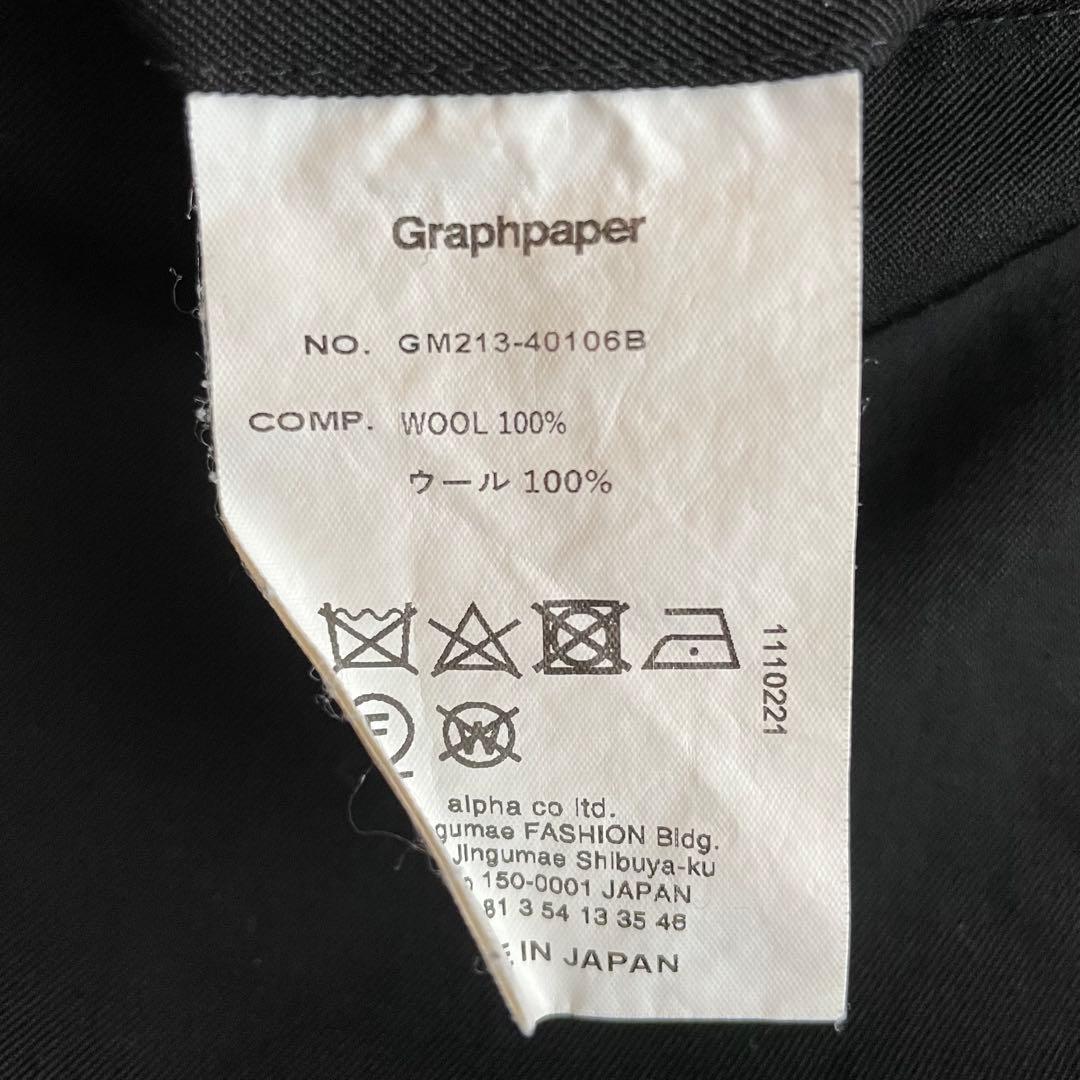 Graphpaper
NO. GM213-40106B
COMP. WOOL 100%
ウール 100%
1110221
F
W
alpha co ltd.
gumae FASHION Bldg.
Jingumae Shibuya-ku
150-0001 JAPAN
81 3 54 13 35 46
E IN JAPAN